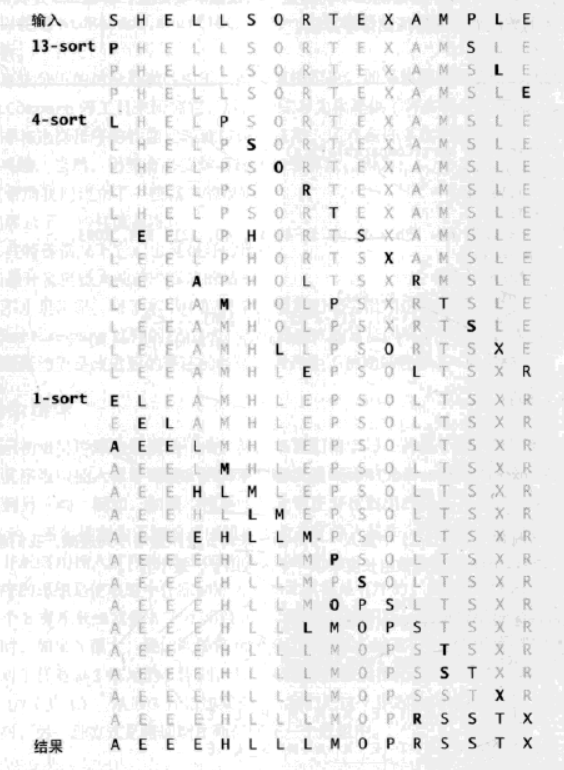 输入 S H E L L S O R T E X A M P L E
13-sort P H E L L S O R T E X A M S L E
P H E L L S O R T E X A M S L E
P H E L L S O R T E X A M S L E
4-sort L H E L P S O R T E X A M S L E
L H E L P S O R T E X A M S L E
L H E L P S O R T E X A M S L E
L H E L P S O R T E X A M S L E
L H E L P S O R T E X A M S L E
L E E L P H O R T S X A M S L E
L E E L P H O R T S X A M S L E
L E E A P H O L T S X R M S L E
L E E A M H O L P S X R T S L E
L E E A M H O L P S X R T S L E
L E E A M H L L P S O R T S X E
L E E A M H L E P S O L T S X R
1-sort E L E A M H L E P S O L T S X R
E E L A M H L E P S O L T S X R
A E E L M H L E P S O L T S X R
A E E L M H L E P S O L T S X R
A E E H L M L E P S O L T S X R
A E E H L L M E P S O L T S X R
A E E E H L L M P S O L T S X R
A E E E H L L M P S O L T S X R
A E E E H L L M P S O L T S X R
A E E E H L L M O P S L T S X R
A E E E H L L L M O P S T S X R
A E E E H L L L M O P S T S X R
A E E E H L L L M O P S S T X R
A E E E H L L L M O P S S T X R
A E E E H L L L M O P R S S T X
结果 A E E E H L L L M O P R S S T X